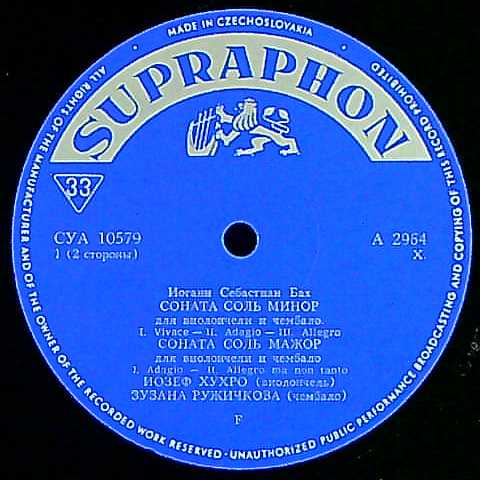 MADE IN CZECHOSLOVAKIA
ALL RIGHTS OF THE MANUFACTURER AND OF THE OWNER OF THE RECORDED WORK RESERVED - UNAUTHORIZED PUBLIC PERFORMANCE BROADCASTING AND COPYING OF THIS RECORD PROHIBITED
SUPRAPHON
33
СУА 10579
1 (2 стороны)
А 2964
X.
Иоганн Себастиан Бах
СОНАТА СОЛЬ МИНОР
для виолончели и чембало.
I. Vivace — II. Adagio — III. Allegro
СОНАТА СОЛЬ МАЖОР
для виолончели и чембало
I. Adagio — II. Allegro ma non tanto
ИОЗЕФ ХУХРО (виолончель)
ЗУЗАНА РУЖИЧКОВА (чембало)
F